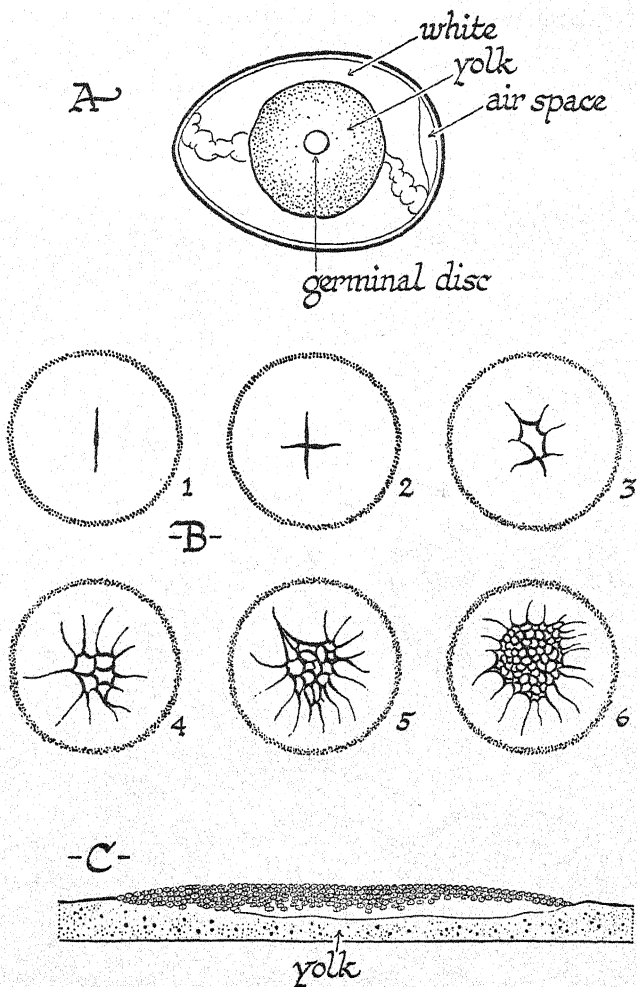 A
white
yolk
air space
germinal disc
1
2
3
-B-
4
5
6
-C-
yolk